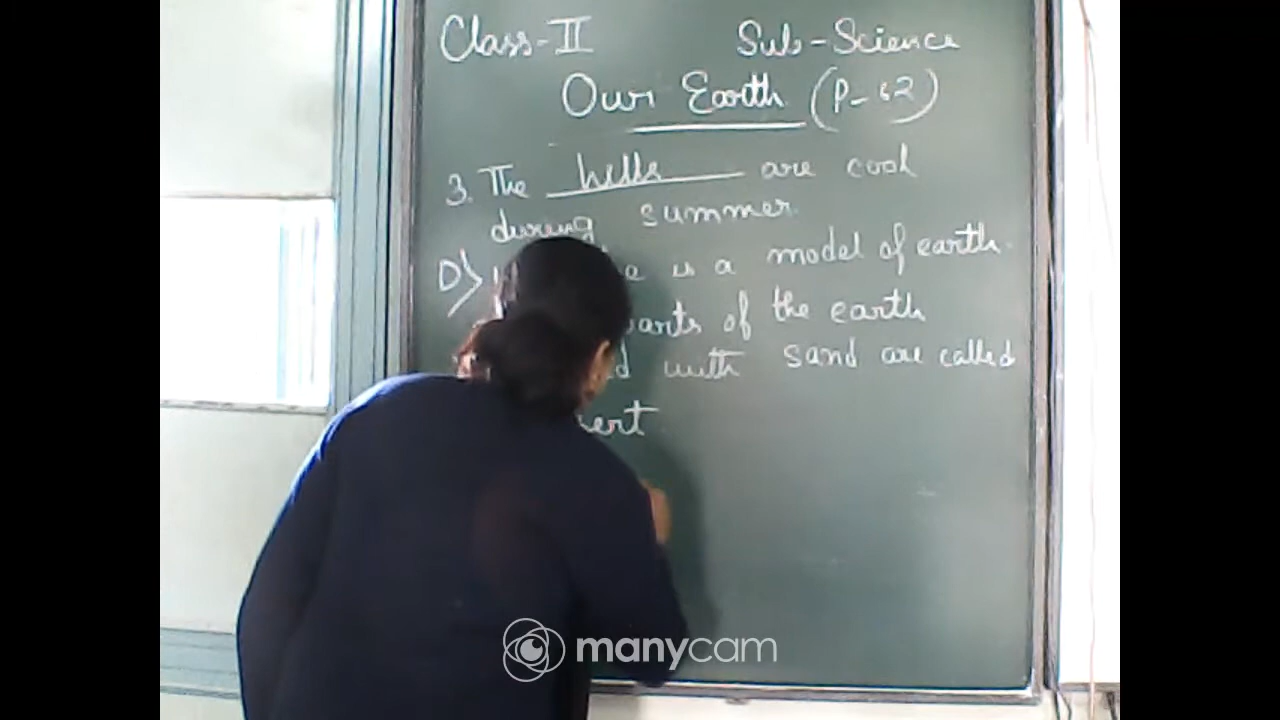 Class-II Sub-Science
Our Earth (P-62)
3. The hills are cool
during summer.
D) is a model of earth.
parts of the earth
with sand are called
manycam